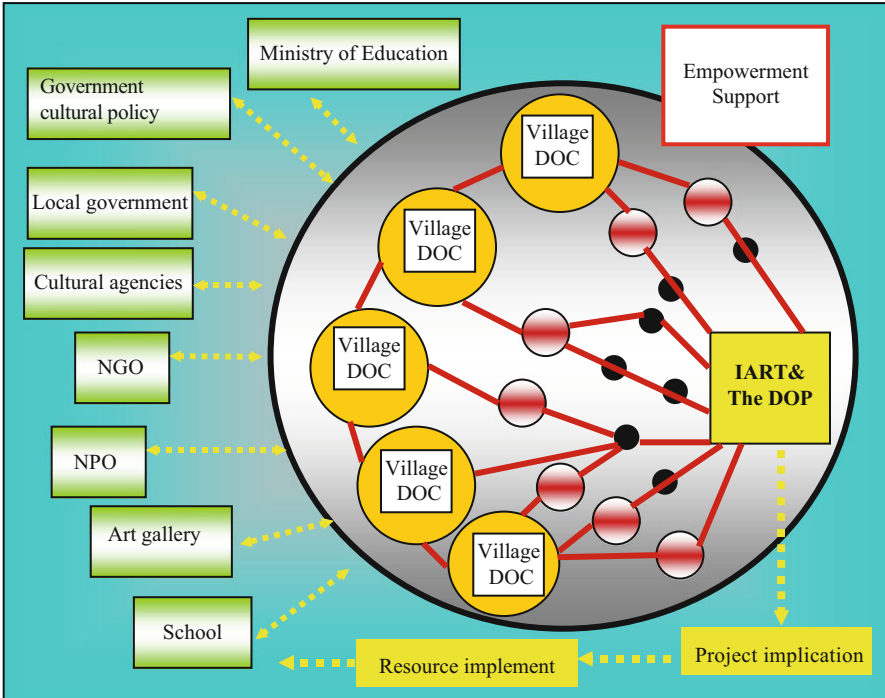 Ministry of Education
Government
cultural policy
Local government
Cultural agencies
NGO
NPO
Art gallery
School
Empowerment
Support
Village
DOC
Village
DOC
Village
DOC
Village
DOC
Village
DOC
IART&
The DOP
Project implication
Resource implement